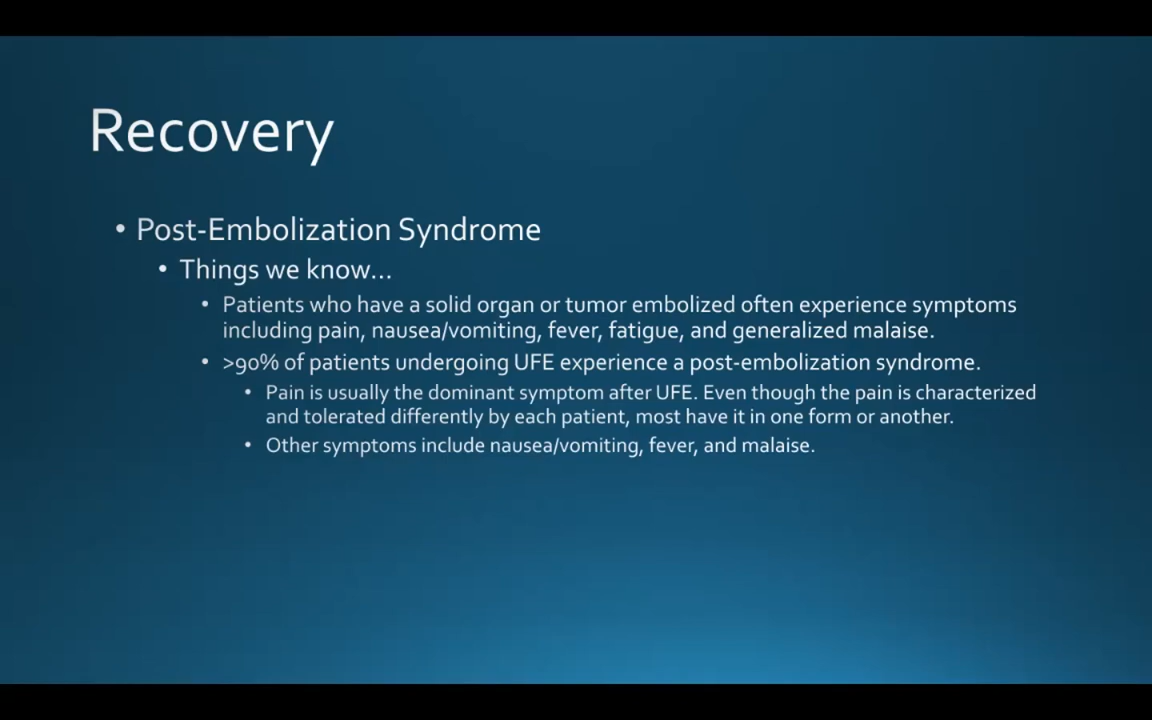 Recovery
• Post-Embolization Syndrome
• Things we know...
• Patients who have a solid organ or tumor embolized often experience symptoms
including pain, nausea/vomiting, fever, fatigue, and generalized malaise.
• >90% of patients undergoing UFE experience a post-embolization syndrome.
• Pain is usually the dominant symptom after UFE. Even though the pain is characterized
and tolerated differently by each patient, most have it in one form or another.
• Other symptoms include nausea/vomiting, fever, and malaise.